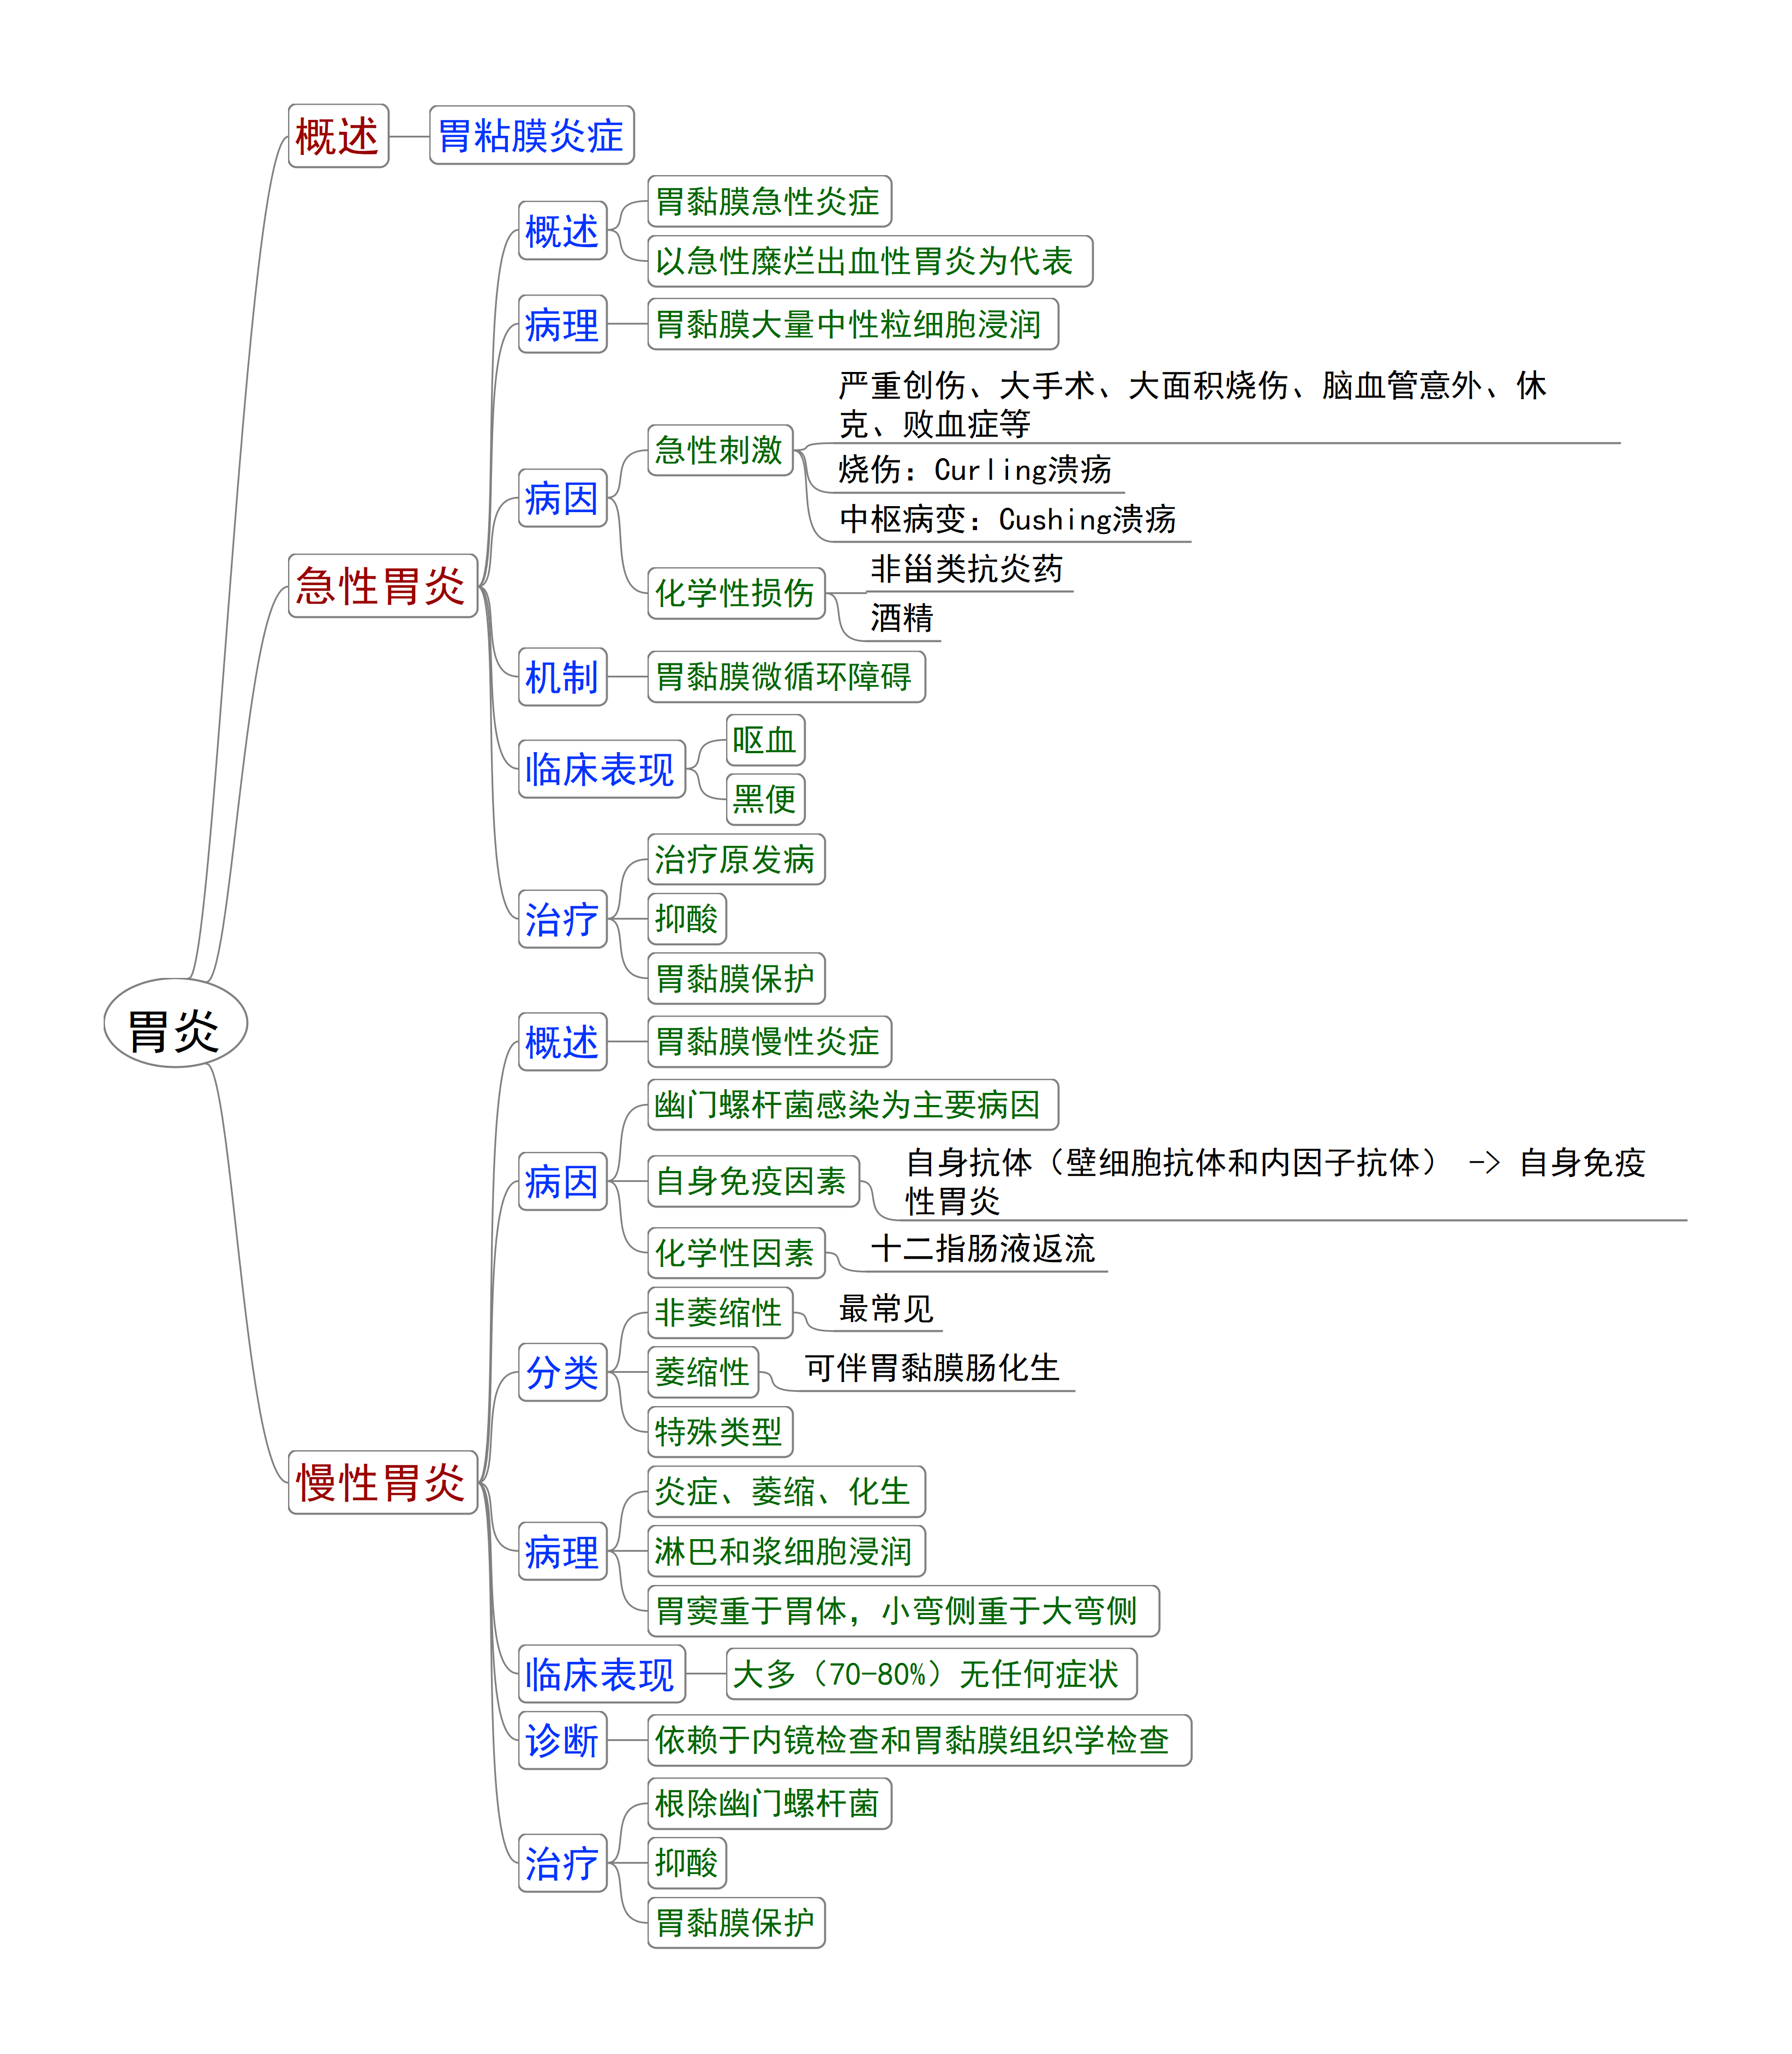 概述
胃粘膜炎症
概述
胃黏膜急性炎症
以急性糜烂出血性胃炎为代表
病理
胃黏膜大量中性粒细胞浸润
急性胃炎
病因
急性刺激
严重创伤、大手术、大面积烧伤、脑血管意外、休
克、败血症等
烧伤：Curling溃疡
中枢病变：Cushing溃疡
化学性损伤
非甾类抗炎药
酒精
机制
胃黏膜微循环障碍
临床表现
呕血
黑便
治疗
治疗原发病
抑酸
胃黏膜保护
胃炎
慢性胃炎
概述
胃黏膜慢性炎症
病因
幽门螺杆菌感染为主要病因
自身免疫因素
自身抗体（壁细胞抗体和内因子抗体） -> 自身免疫
性胃炎
化学性因素
十二指肠液返流
分类
非萎缩性
最常见
萎缩性
可伴胃黏膜肠化生
特殊类型
病理
炎症、萎缩、化生
淋巴和浆细胞浸润
胃窦重于胃体，小弯侧重于大弯侧
临床表现
大多（70-80%）无任何症状
诊断
依赖于内镜检查和胃黏膜组织学检查
治疗
根除幽门螺杆菌
抑酸
胃黏膜保护